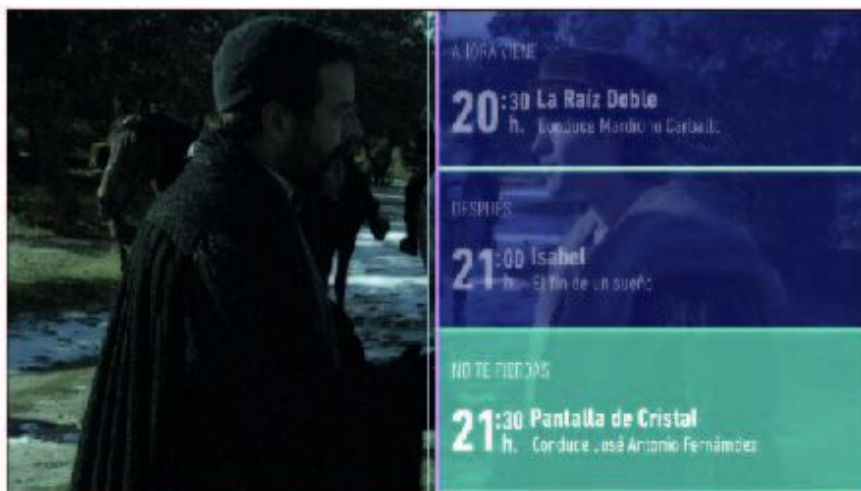 AHORA VIENE
20:30 h. La Raíz Doble
Conduce Mardonio Carballo
DESPUÉS
21:00 h. Isabel
El fin de un sueño
NO TE PIERDAS
21:30 h. Pantalla de Cristal
Conduce José Antonio Fernández